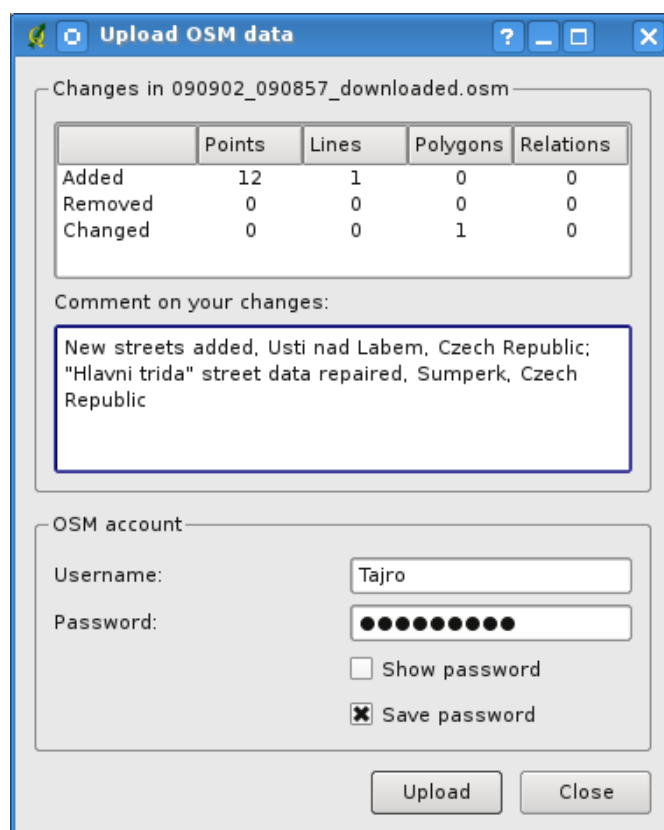 Upload OSM data
Changes in 090902_090857_downloaded.osm
Points Lines Polygons Relations
Added 12 1 0 0
Removed 0 0 0 0
Changed 0 0 1 0
Comment on your changes:
New streets added, Usti nad Labem, Czech Republic;
"Hlavni trida" street data repaired, Sumperk, Czech
Republic
OSM account
Username: Tajro
Password: ●●●●●●●●●
Show password
Save password
Upload Close